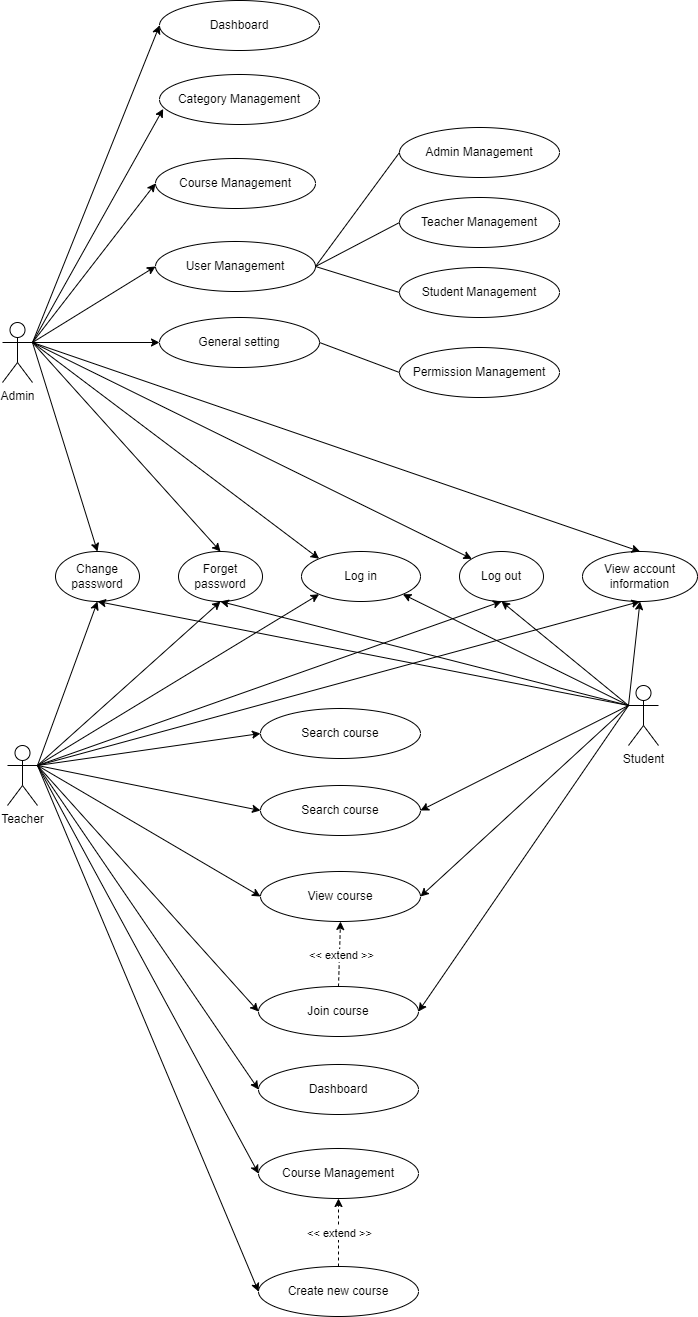 Dashboard
Category Management
Admin Management
Course Management
Teacher Management
User Management
Student Management
General setting
Permission Management
Admin
Change
password
Forget
password
Log in
Log out
View account
information
Search course
Student
Teacher
Search course
View course
<< extend >>
Join course
Dashboard
Course Management
<< extend >>
Create new course